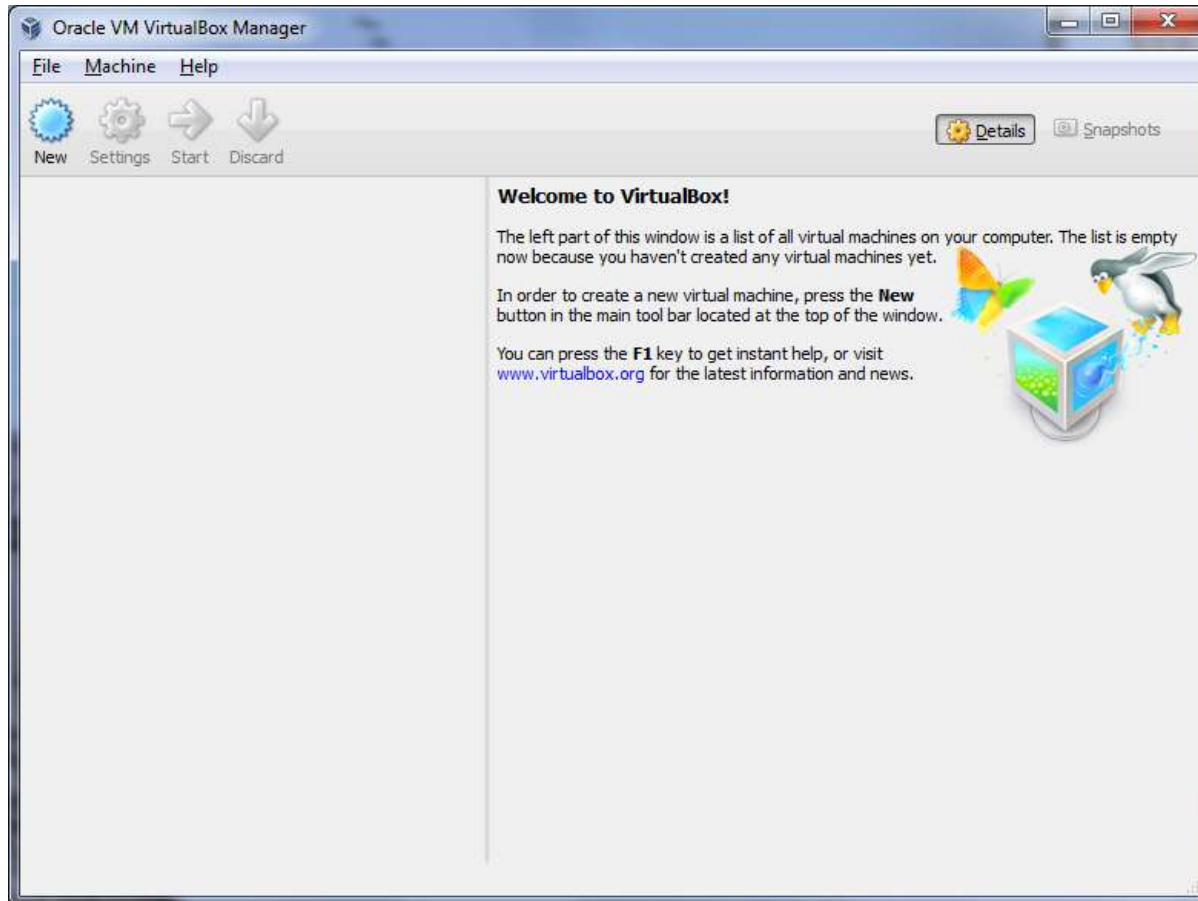 Oracle VM VirtualBox Manager
File Machine Help
New Settings Start Discard Details Snapshots
Welcome to VirtualBox!
The left part of this window is a list of all virtual machines on your computer. The list is empty
now because you haven't created any virtual machines yet.
In order to create a new virtual machine, press the New
button in the main tool bar located at the top of the window.
You can press the F1 key to get instant help, or visit
www.virtualbox.org for the latest information and news.